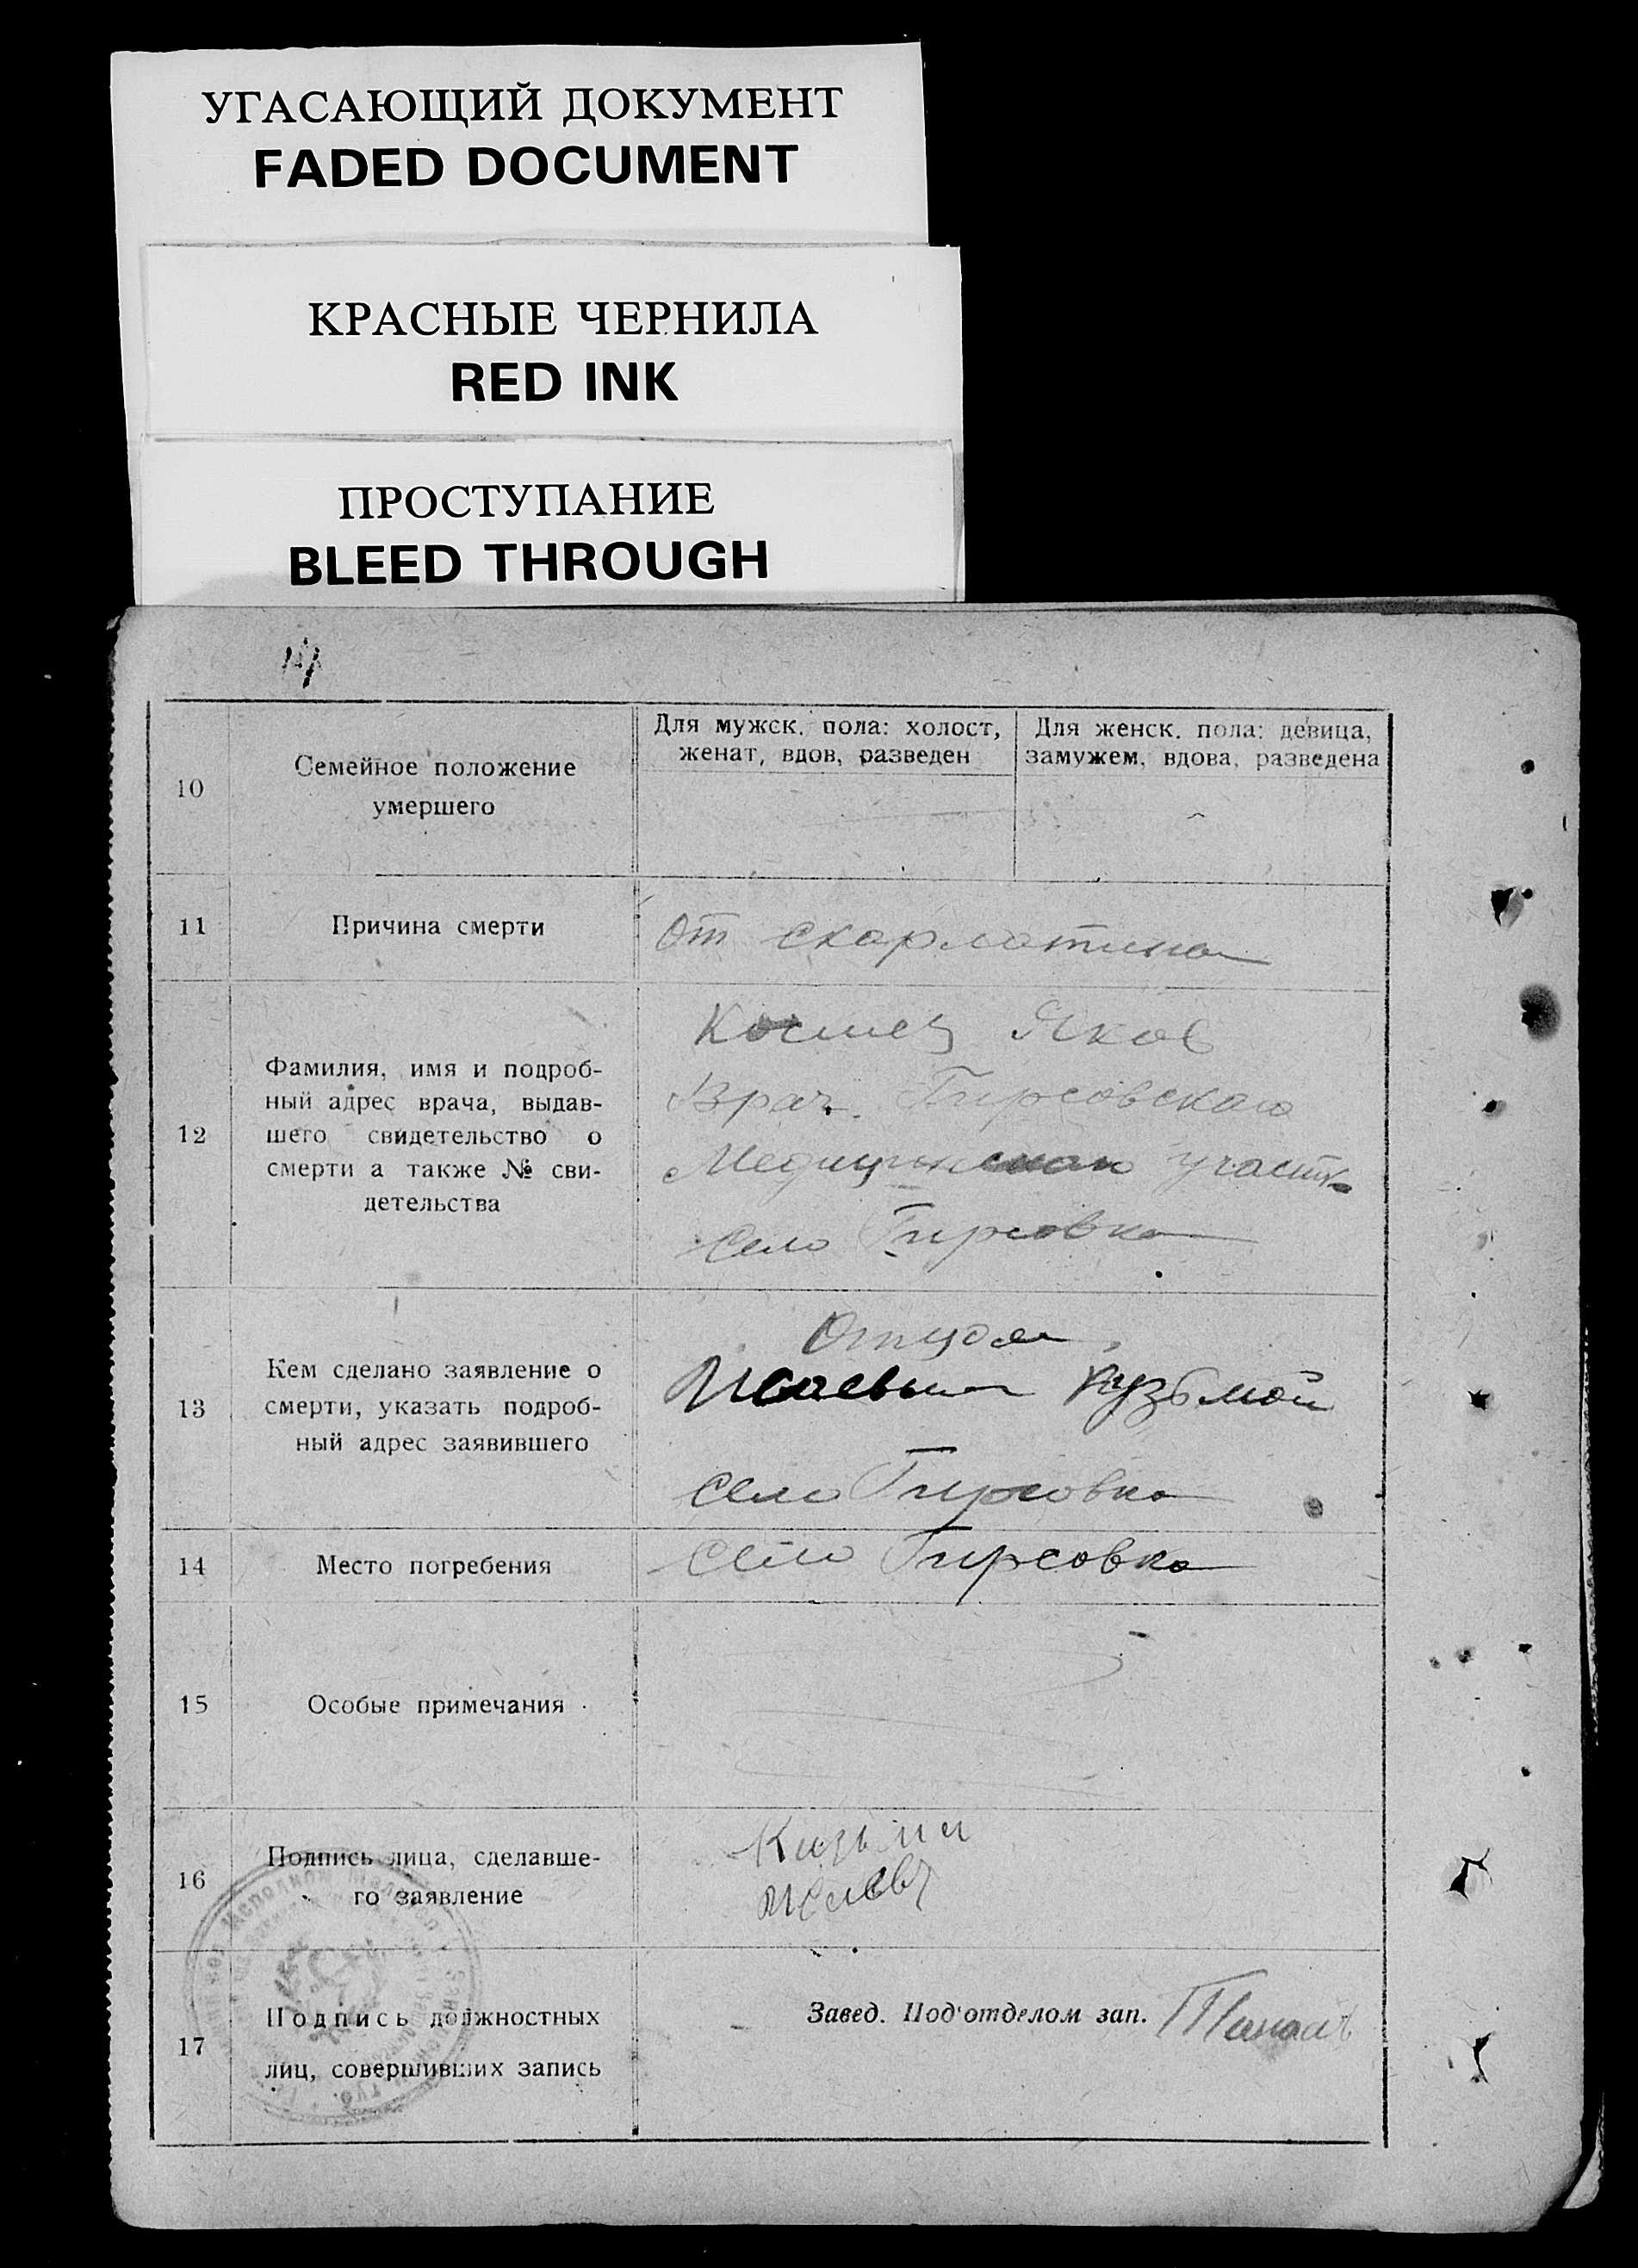 УГАСАЮЩИЙ ДОКУМЕНТ
FADED DOCUMENT
КРАСНЫЕ ЧЕРНИЛА
RED INK
ПРОСТУПАНИЕ
BLEED THROUGH
10
Семейное положение
умершего
Для мужск. пола: холост,
женат, вдов, разведен
Для женск. пола: девица,
замужем, вдова, разведена
11
Причина смерти
От скарлатина
12
Фамилия, имя и подроб-
ный адрес врача, выдав-
шего свидетельство о
смерти а также № сви-
детельства
Яков
Врач. Гирсовскаго
Медицинскаго участк
село Гирсовка
13
Кем сделано заявление о
смерти, указать подроб-
ный адрес заявившего
Отцом
Кузьмой
село Гирсовка
14
Место погребения
село Гирсовка
15
Особые примечания
16
Подпись лица, сделавше-
го заявление
17
Подпись должностных
лиц, совершивших запись
Завед. Под'отделом зап.